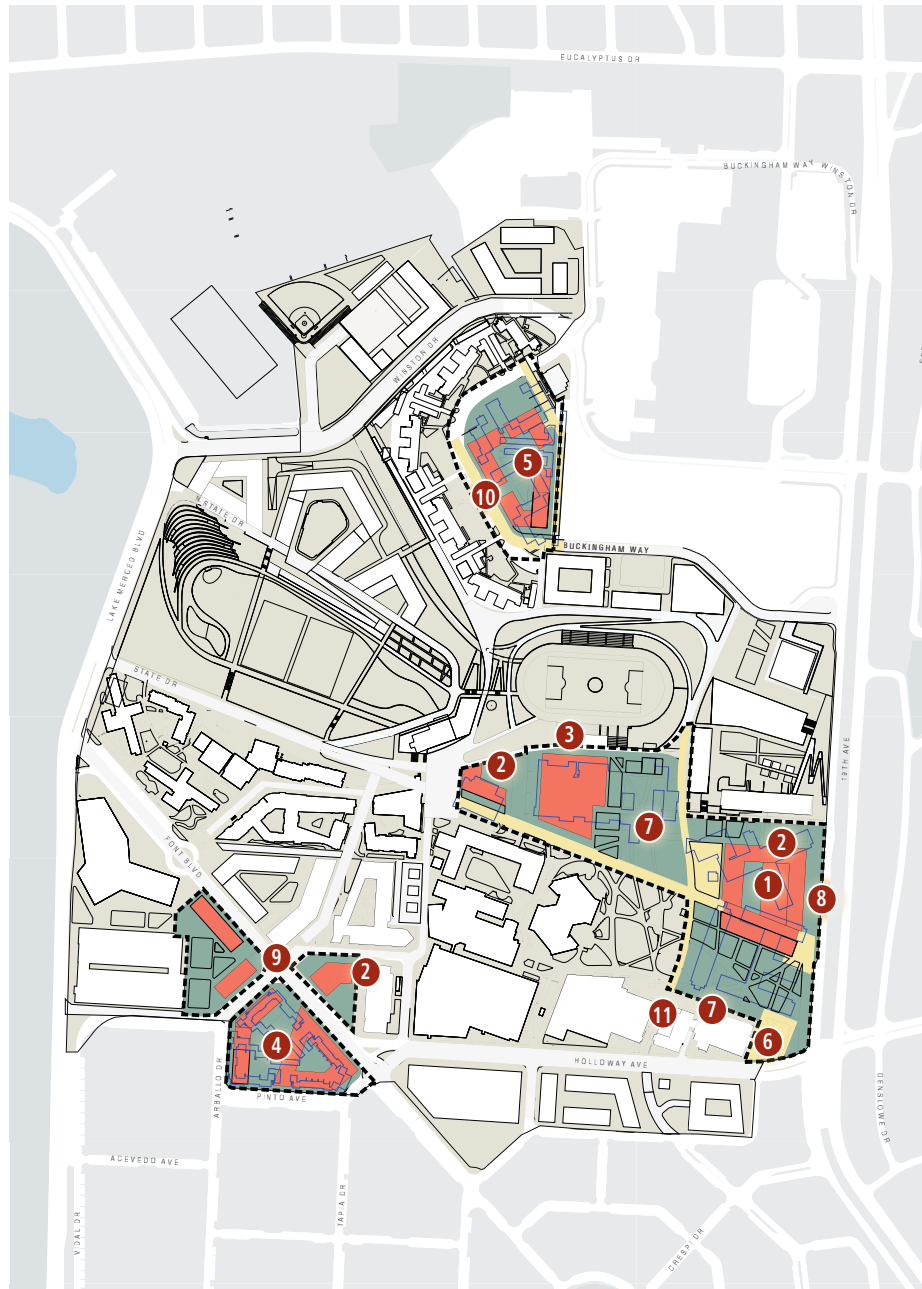 EUCALYPTUS DR
BUCKINGHAM WAY
WINSTON DR
WINSTON DR
5
10
N STATE DR
BUCKINGHAM WAY
LAKE MERCED BLVD
STATE DR
3
2
19TH AVE
7
2
FONT BLVD
1
8
9
2
11
7
4
6
HOLLOWAY AVE
ARBALLO DR
PINTO AVE
DENSLOWE DR
ACEVEDO AVE
TAPIA DR
VIDAL DR
CRESPI DR